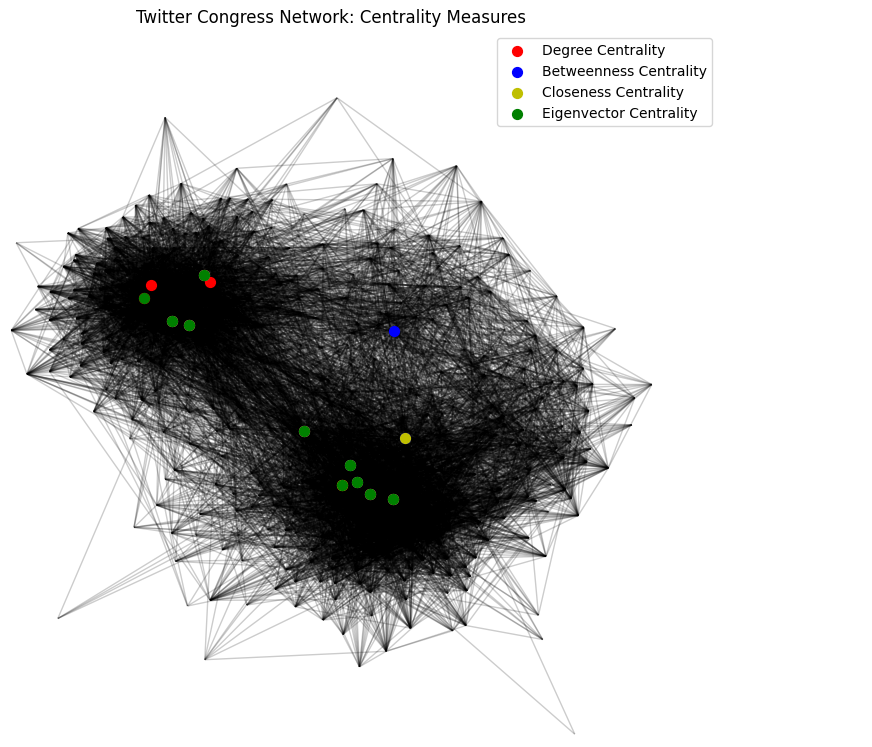 Twitter Congress Network: Centrality Measures
Degree Centrality
Betweenness Centrality
Closeness Centrality
Eigenvector Centrality